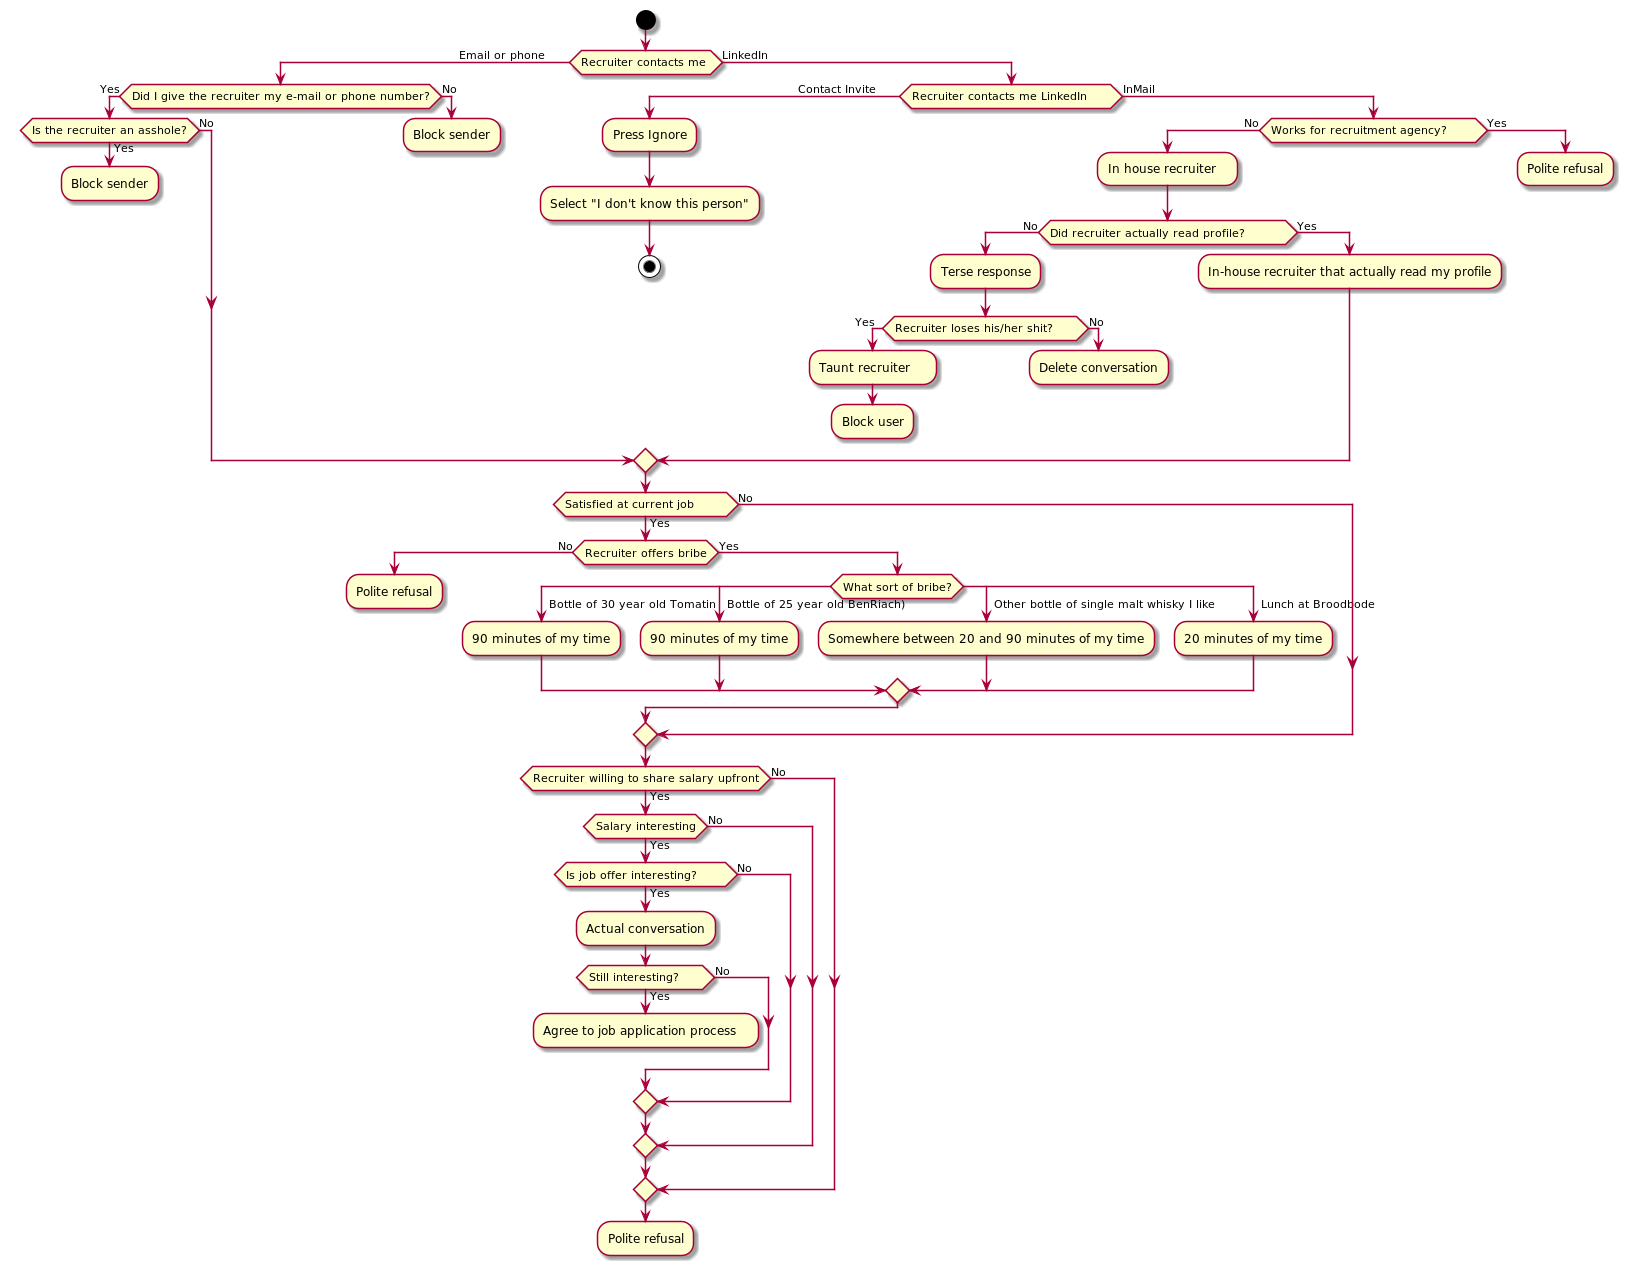 Email or phone
Recruiter contacts me
LinkedIn
Yes
Did I give the recruiter my e-mail or phone number?
No
Contact Invite
Recruiter contacts me LinkedIn
InMail
Is the recruiter an asshole?
No
Block sender
Press Ignore
No
Works for recruitment agency?
Yes
Yes
Block sender
Select "I don't know this person"
In house recruiter
Polite refusal
No
Did recruiter actually read profile?
Yes
Terse response
In-house recruiter that actually read my profile
Yes
Recruiter loses his/her shit?
No
Taunt recruiter
Delete conversation
Block user
Satisfied at current job
No
Yes
No
Recruiter offers bribe
Yes
Polite refusal
What sort of bribe?
Bottle of 30 year old Tomatin
Bottle of 25 year old BenRiach)
Other bottle of single malt whisky I like
Lunch at Broodbode
90 minutes of my time
90 minutes of my time
Somewhere between 20 and 90 minutes of my time
20 minutes of my time
Recruiter willing to share salary upfront
No
Yes
Salary interesting
No
Yes
Is job offer interesting?
No
Yes
Actual conversation
Still interesting?
No
Yes
Agree to job application process
Polite refusal